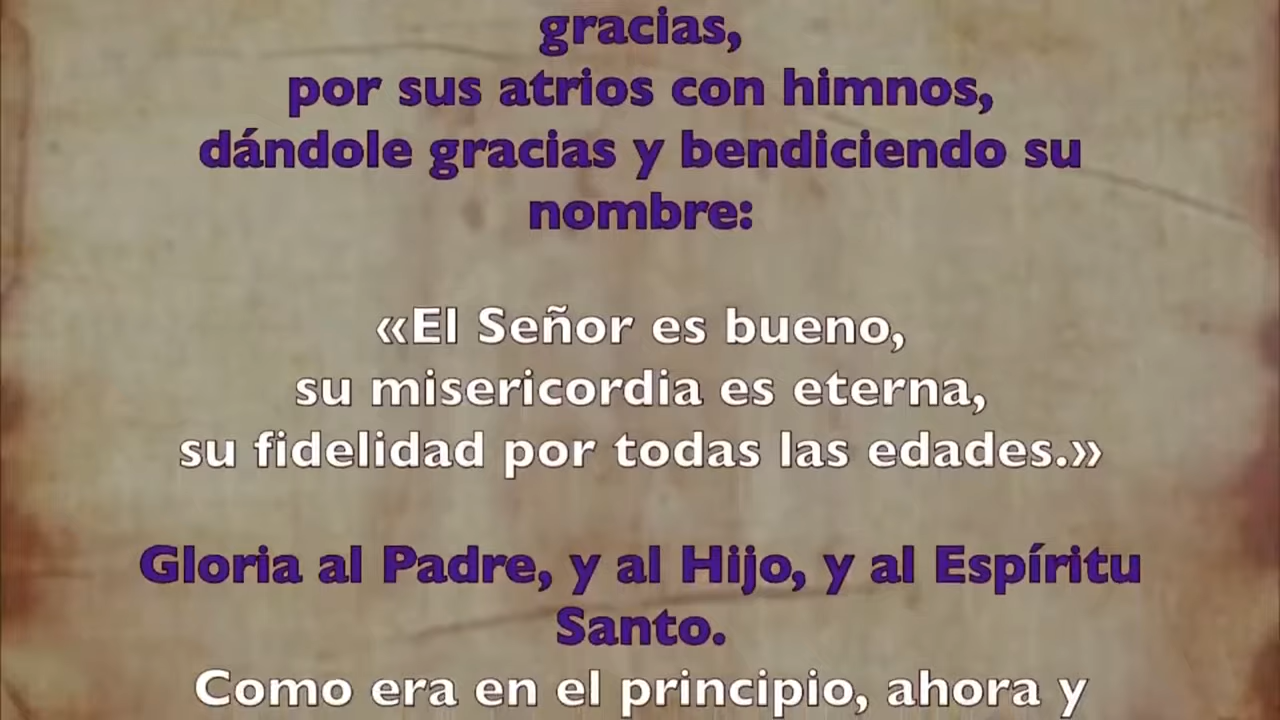 gracias,
por sus atrios con himnos,
dándole gracias y bendiciendo su
nombre:
«El Señor es bueno,
su misericordia es eterna,
su fidelidad por todas las edades.»
Gloria al Padre, y al Hijo, y al Espíritu
Santo.
Como era en el principio, ahora y